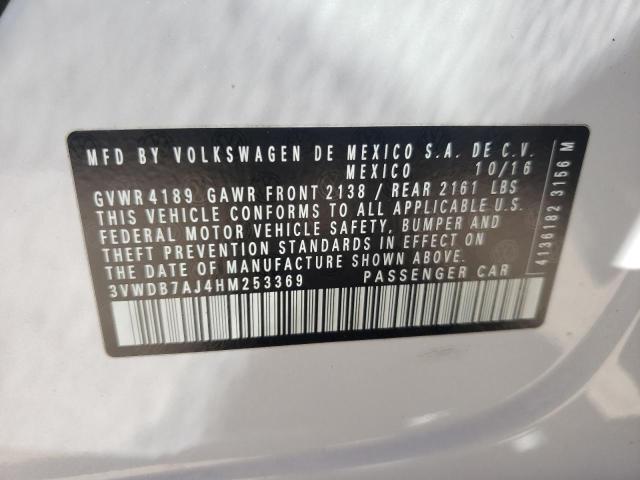 MFD BY VOLKSWAGEN DE MEXICO S.A. DE C.V.
MEXICO 10/16
GVWR 4189 GAWR FRONT 2138 / REAR 2161 LBS
THIS VEHICLE CONFORMS TO ALL APPLICABLE U.S.
FEDERAL MOTOR VEHICLE SAFETY, BUMPER AND
THEFT PREVENTION STANDARDS IN EFFECT ON
THE DATE OF MANUFACTURE SHOWN ABOVE.
3VWDB7AJ4HM253369 PASSENGER CAR
4136182 3156 M